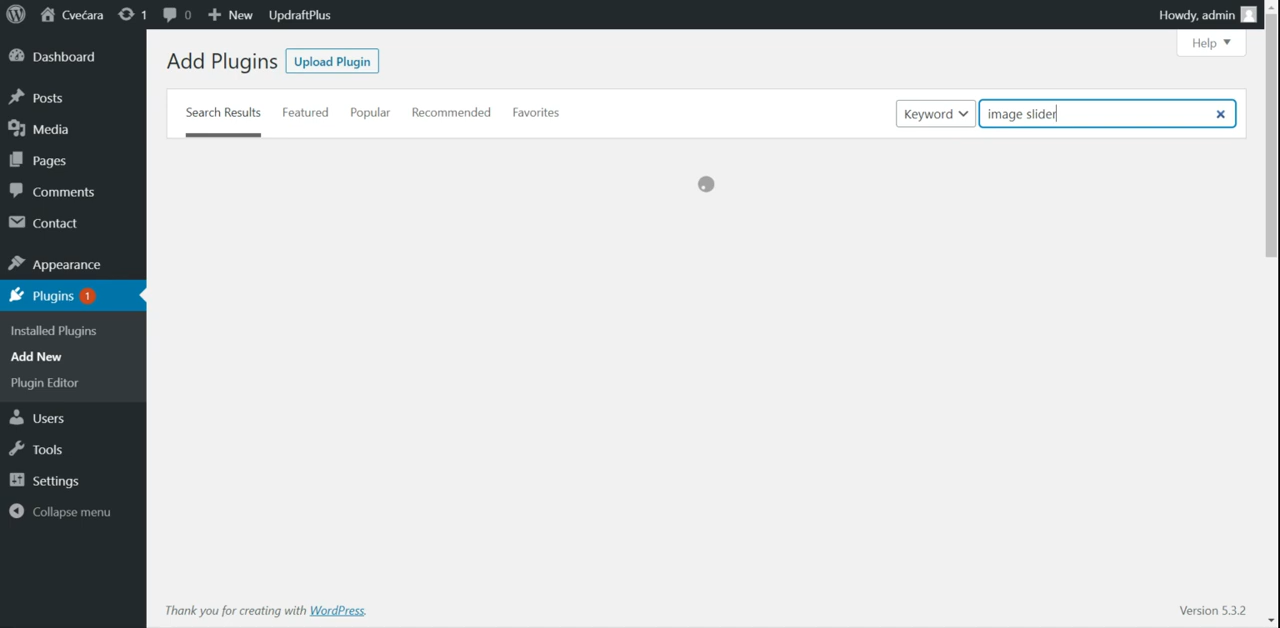 Cvećara 1 0 New UpdraftPlus Howdy, admin
Help
Add Plugins Upload Plugin
Search Results Featured Popular Recommended Favorites Keyword image slider
Dashboard
Posts
Media
Pages
Comments
Contact
Appearance
Plugins 1
Installed Plugins
Add New
Plugin Editor
Users
Tools
Settings
Collapse menu
Thank you for creating with WordPress. Version 5.3.2